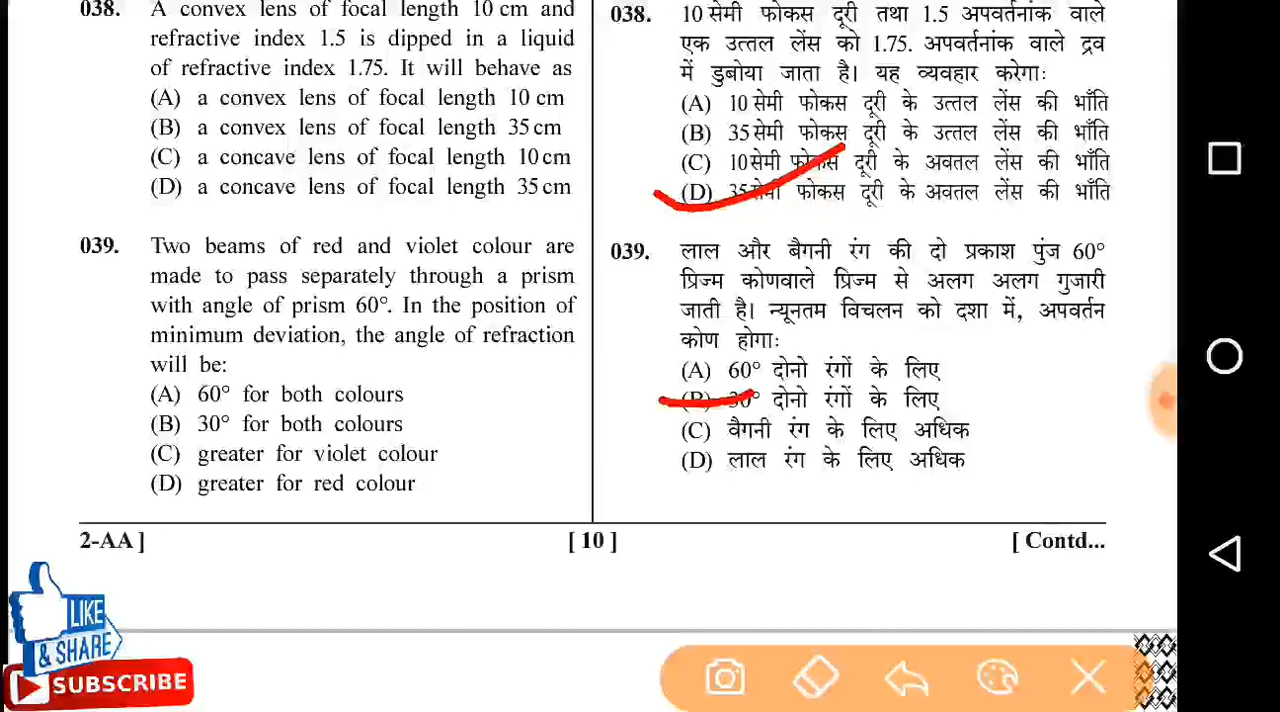 038. A convex lens of focal length 10 cm and
refractive index 1.5 is dipped in a liquid
of refractive index 1.75. It will behave as
(A) a convex lens of focal length 10 cm
(B) a convex lens of focal length 35 cm
(C) a concave lens of focal length 10 cm
(D) a concave lens of focal length 35 cm
039. Two beams of red and violet colour are
made to pass separately through a prism
with angle of prism 60°. In the position of
minimum deviation, the angle of refraction
will be:
(A) 60° for both colours
(B) 30° for both colours
(C) greater for violet colour
(D) greater for red colour
038. 10 सेमी फोकस दूरी तथा 1.5 अपवर्तनांक वाले
एक उत्तल लेंस को 1.75. अपवर्तनांक वाले द्रव
में डुबोया जाता है। यह व्यवहार करेगाः
(A) 10 सेमी फोकस दूरी के उत्तल लेंस की भाँति
(B) 35 सेमी फोकस दूरी के उत्तल लेंस की भाँति
(C) 10 सेमी फोकस दूरी के अवतल लेंस की भाँति
(D) 35 सेमी फोकस दूरी के अवतल लेंस की भाँति
039. लाल और बैगनी रंग की दो प्रकाश पुंज 60°
प्रिज्म कोणवाले प्रिज्म से अलग अलग गुजारी
जाती है। न्यूनतम विचलन को दशा में, अपवर्तन
कोण होगाः
(A) 60° दोनो रंगों के लिए
(B) 30° दोनो रंगों के लिए
(C) वैगनी रंग के लिए अधिक
(D) लाल रंग के लिए अधिक
2-AA ] [ 10 ] [ Contd...
LIKE
& SHARE
SUBSCRIBE